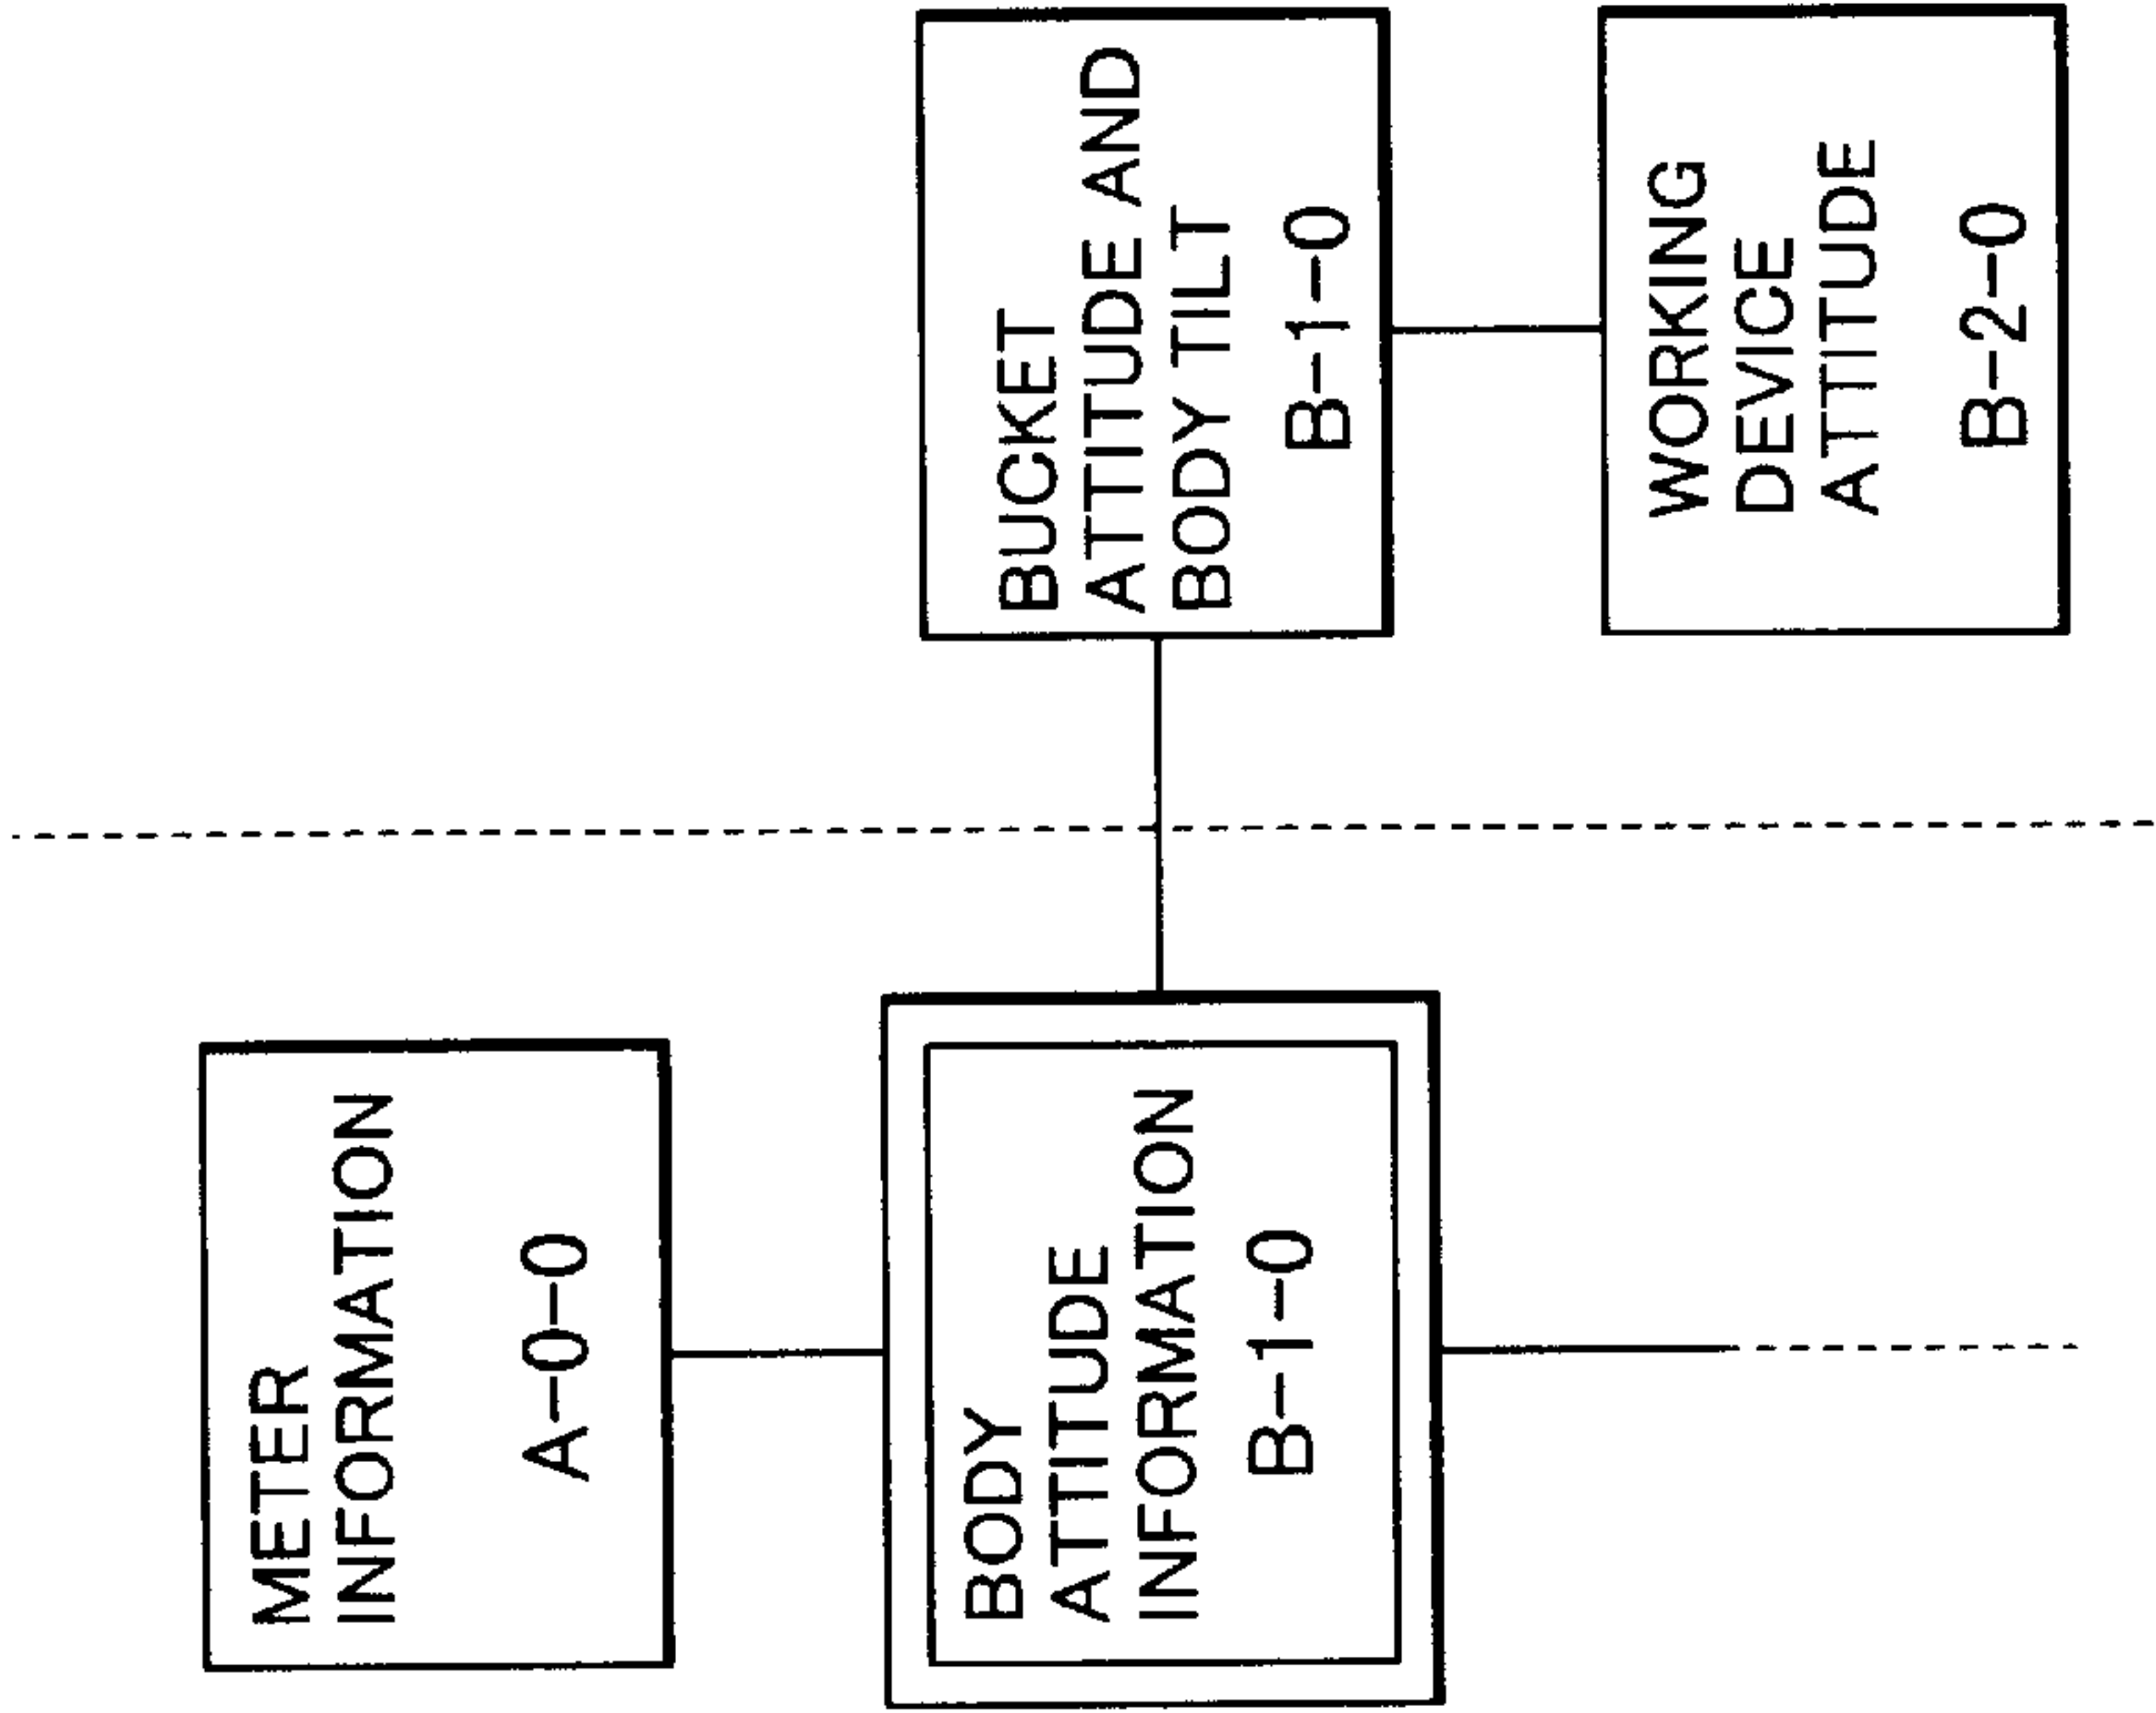 METER
INFORMATION
A-0-0
BODY
ATTITUDE
INFORMATION
B-1-0
BUCKET
ATTITUDE AND
BODY TILT
B-1-0
WORKING
DEVICE
ATTITUDE
B-2-0